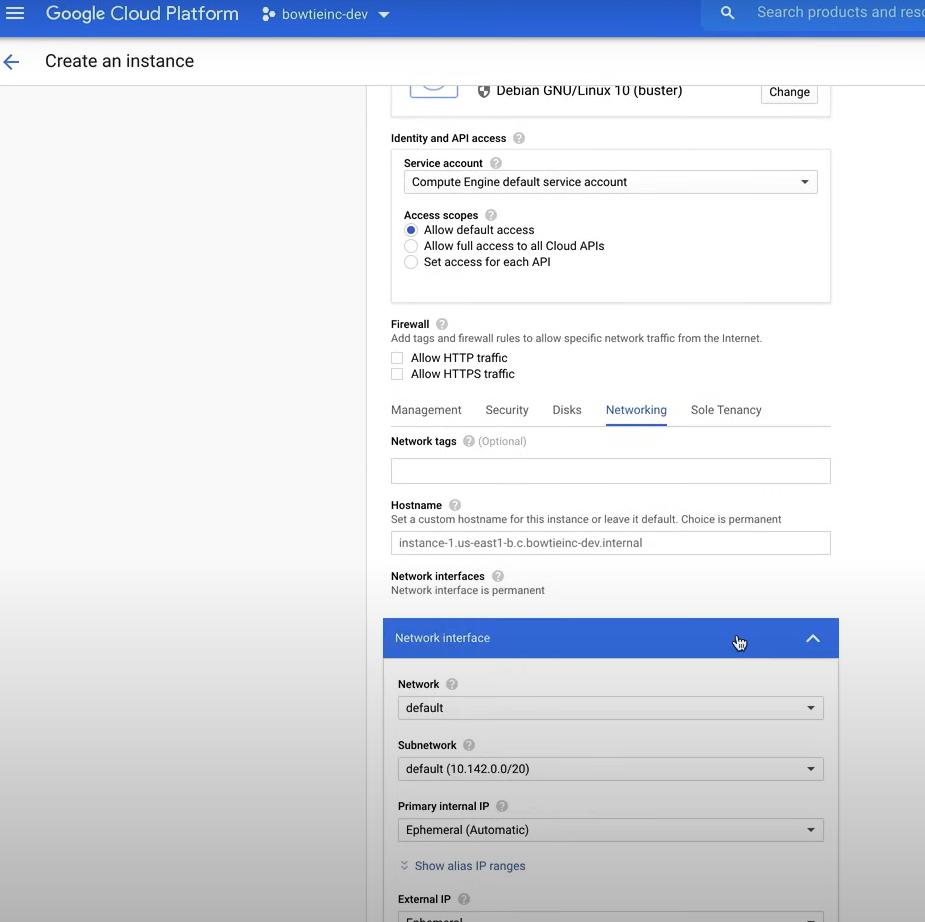 Google Cloud Platform
bowtieinc-dev
Search products and
Create an instance
Debian GNU/Linux 10 (buster)
Change
Identity and API access
Service account
Compute Engine default service account
Access scopes
Allow default access
Allow full access to all Cloud APIs
Set access for each API
Firewall
Add tags and firewall rules to allow specific network traffic from the Internet.
Allow HTTP traffic
Allow HTTPS traffic
Management Security Disks Networking Sole Tenancy
Network tags (Optional)
Hostname
Set a custom hostname for this instance or leave it default. Choice is permanent
instance-1.us-east1-b.c.bowtieinc-dev.internal
Network interfaces
Network interface is permanent
Network interface
Network
default
Subnetwork
default (10.142.0.0/20)
Primary internal IP
Ephemeral (Automatic)
Show alias IP ranges
External IP
Ephemeral